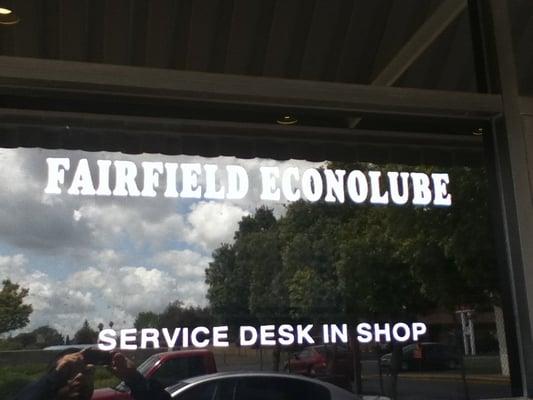 FAIRFIELD ECONOLUBE
SERVICE DESK IN SHOP